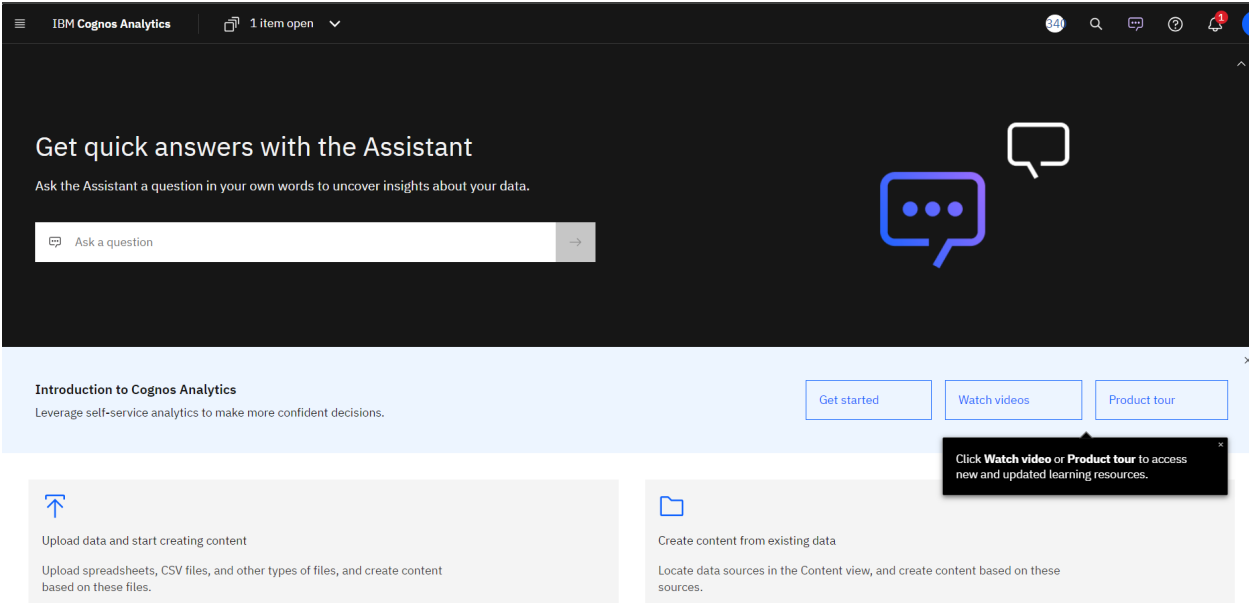 IBM Cognos Analytics
1 item open
340
1
Get quick answers with the Assistant
Ask the Assistant a question in your own words to uncover insights about your data.
Ask a question
Introduction to Cognos Analytics
Leverage self-service analytics to make more confident decisions.
Get started
Watch videos
Product tour
Click Watch video or Product tour to access
new and updated learning resources.
Upload data and start creating content
Upload spreadsheets, CSV files, and other types of files, and create content
based on these files.
Create content from existing data
Locate data sources in the Content view, and create content based on these
sources.